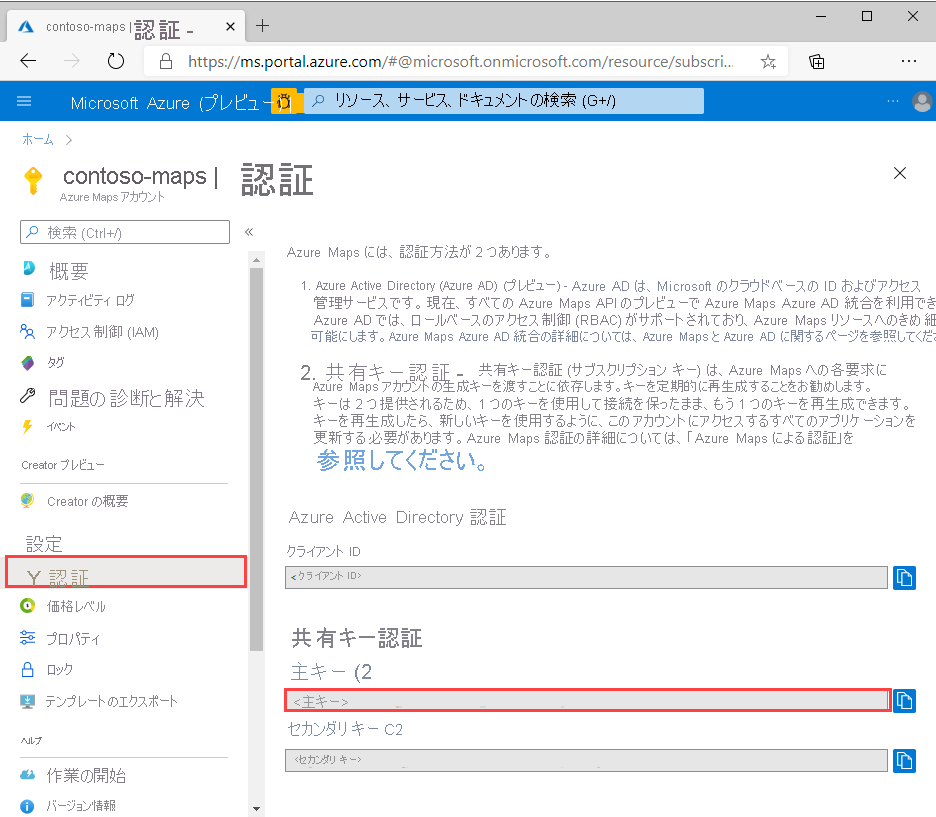 contoso-maps | 認証 -
https://ms.portal.azure.com/#@microsoft.onmicrosoft.com/resource/subscri...
Microsoft Azure (プレビュー
リソース、サービス、ドキュメントの検索 (G+/)
ホーム
contoso-maps | 認証
Azure Maps アカウント
検索 (Ctrl+/)
概要
アクティビティ ログ
アクセス制御 (IAM)
タグ
問題の診断と解決
イベント
Creator プレビュー
Creator の概要
設定
認証
価格レベル
プロパティ
ロック
テンプレートのエクスポート
ヘルプ
作業の開始
バージョン情報
Azure Maps には、認証方法が 2 つあります。
1. Azure Active Directory (Azure AD) (プレビュー) - Azure AD は、Microsoft のクラウドベースの ID およびアクセス
管理サービスです。現在、すべての Azure Maps API のプレビューで Azure Maps Azure AD 統合を利用でき
Azure AD では、ロールベースのアクセス制御 (RBAC) がサポートされており、Azure Maps リソースへのきめ細
可能にします。Azure Maps Azure AD 統合の詳細については、Azure Maps と Azure AD に関するページを参照してくだ
2. 共有キー認証 - 共有キー認証 (サブスクリプション キー) は、Azure Maps への各要求に
Azure Maps アカウントの生成キーを渡すことに依存します。キーを定期的に再生成することをお勧めします。
キーは 2 つ提供されるため、1 つのキーを使用して接続を保ったまま、もう 1 つのキーを再生成できます。
キーを再生成したら、新しいキーを使用するように、このアカウントにアクセスするすべてのアプリケーションを
更新する必要があります。Azure Maps 認証の詳細については、「Azure Maps による認証」を
参照してください。
Azure Active Directory 認証
クライアント ID
<クライアント ID>
共有キー認証
主キー (2
<主キー>
セカンダリ キー C2
<セカンダリ キー>